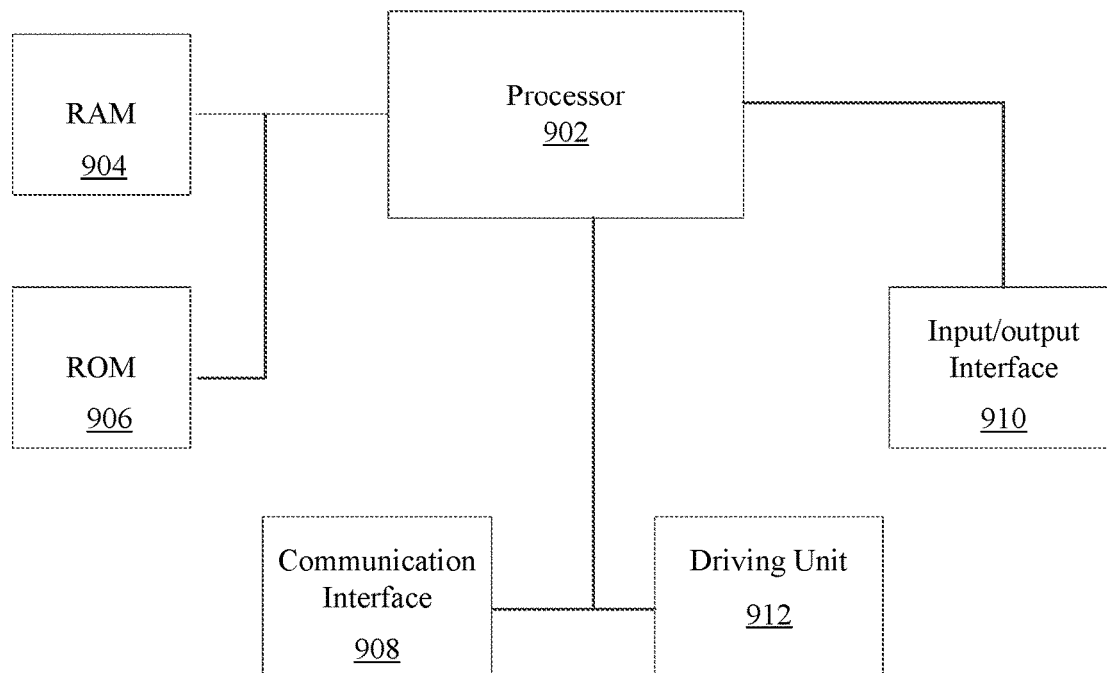 RAM
904
Processor
902
ROM
906
Input/output
Interface
910
Communication
Interface
908
Driving Unit
912